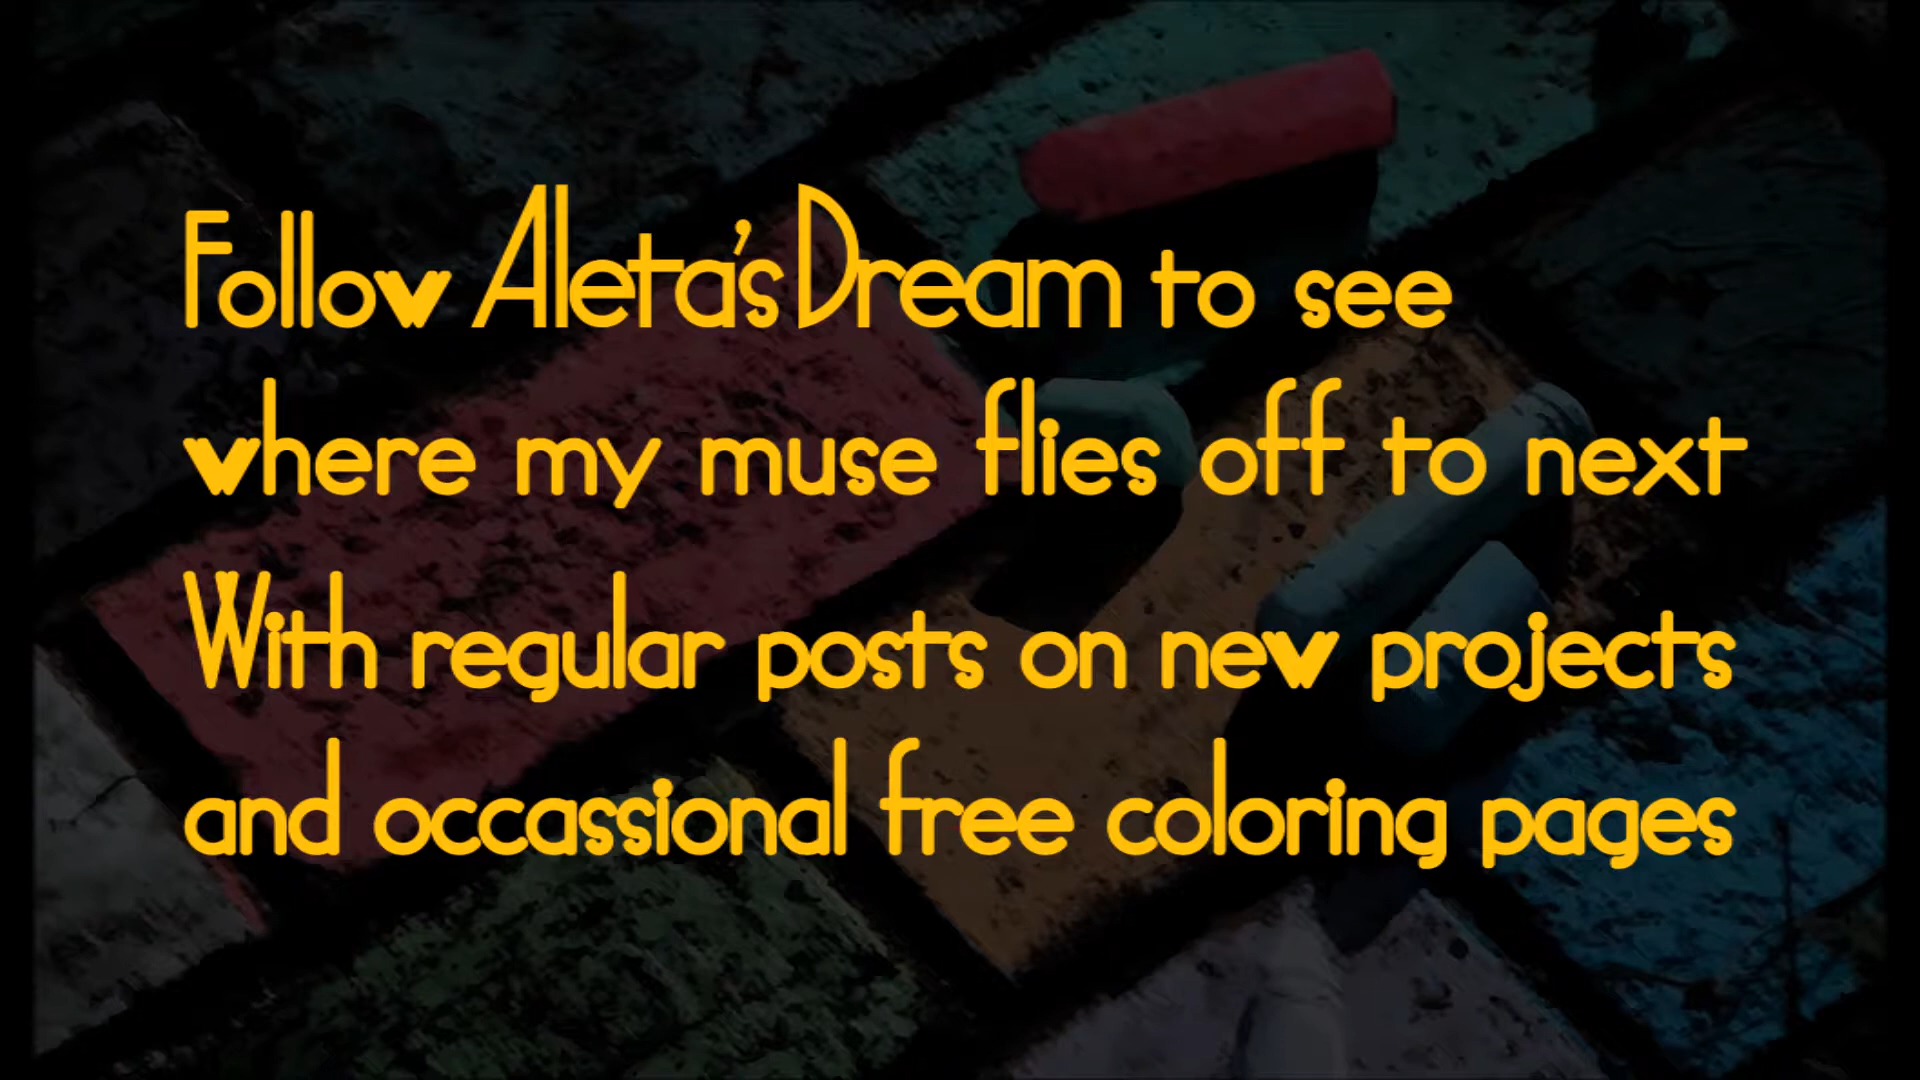 Follow Aleta's Dream to see
where my muse flies off to next
With regular posts on new projects
and occassional free coloring pages